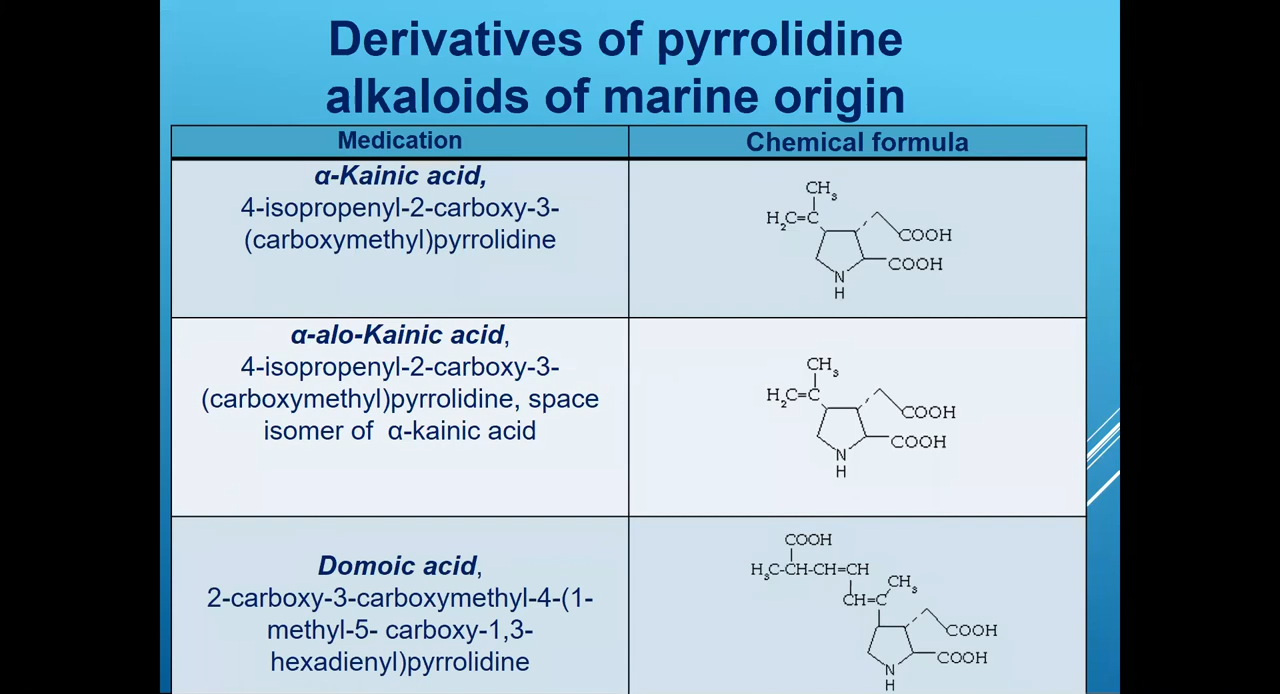 Derivatives of pyrrolidine
alkaloids of marine origin
Medication
Chemical formula
α-Kainic acid,
4-isopropenyl-2-carboxy-3-
(carboxymethyl)pyrrolidine
CH₃
H₂C=C
COOH
COOH
N
H
α-alo-Kainic acid,
4-isopropenyl-2-carboxy-3-
(carboxymethyl)pyrrolidine, space
isomer of α-kainic acid
CH₃
H₂C=C
COOH
COOH
N
H
Domoic acid,
2-carboxy-3-carboxymethyl-4-(1-
methyl-5- carboxy-1,3-
hexadienyl)pyrrolidine
COOH
H₃C-CH-CH=CH
CH₃
CH=C
COOH
COOH
N
H